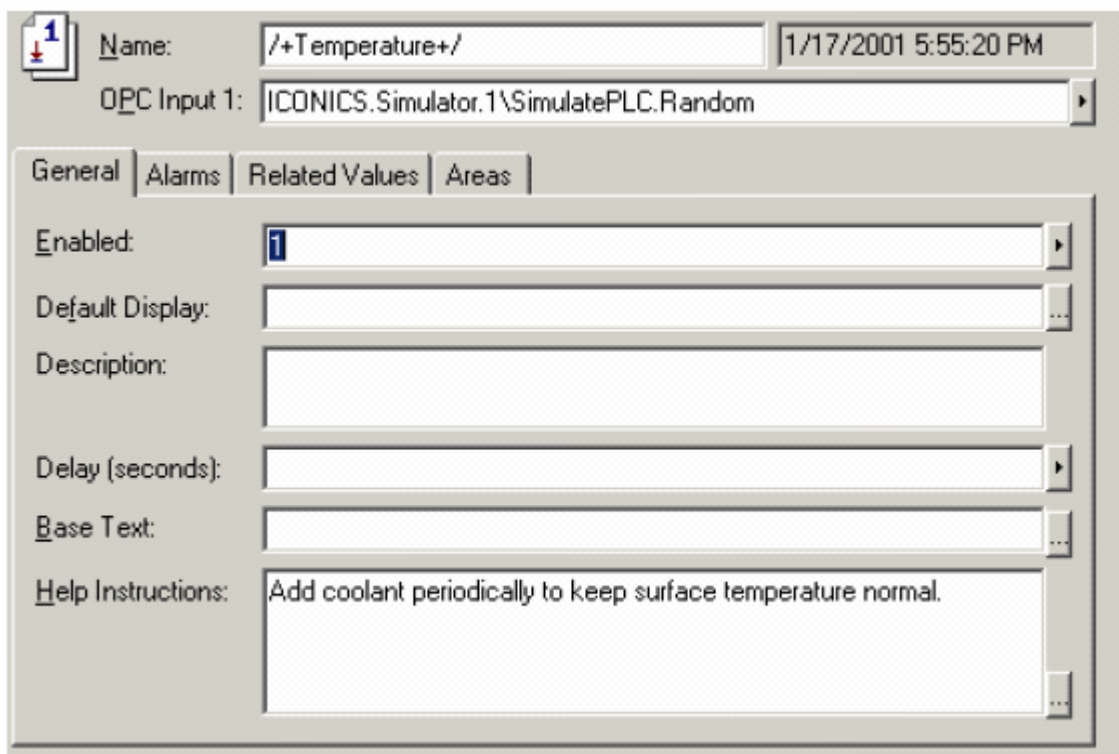 1
Name: /+Temperature+/ 1/17/2001 5:55:20 PM
OPC Input 1: ICONICS.Simulator.1\SimulatePLC.Random
General Alarms Related Values Areas
Enabled: 1
Default Display: ...
Description:
Delay (seconds):
Base Text: ...
Help Instructions: Add coolant periodically to keep surface temperature normal.
...